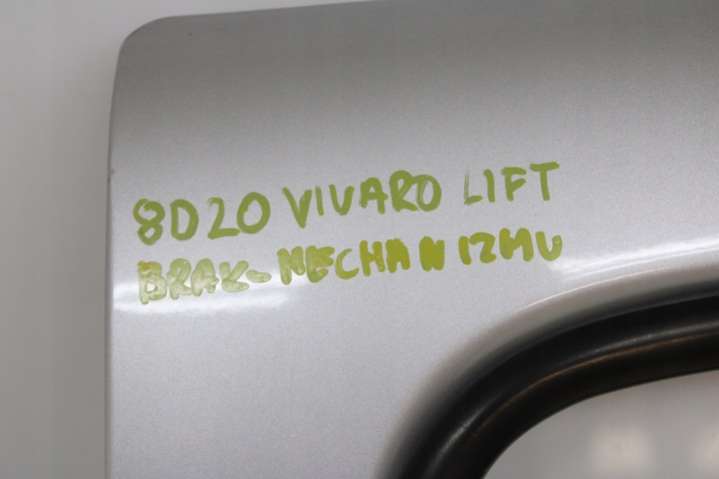 8D20 VIVARO LIFT
BRAK-MECHANIZMU